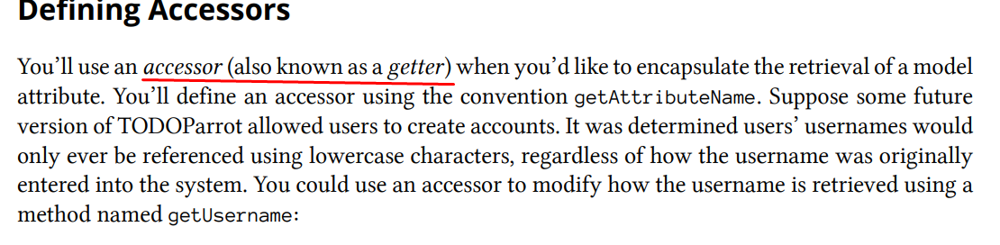 Defining Accessors
You’ll use an accessor (also known as a getter) when you’d like to encapsulate the retrieval of a model
attribute. You’ll define an accessor using the convention getAttributeName. Suppose some future
version of TODOParrot allowed users to create accounts. It was determined users’ usernames would
only ever be referenced using lowercase characters, regardless of how the username was originally
entered into the system. You could use an accessor to modify how the username is retrieved using a
method named getUsername: